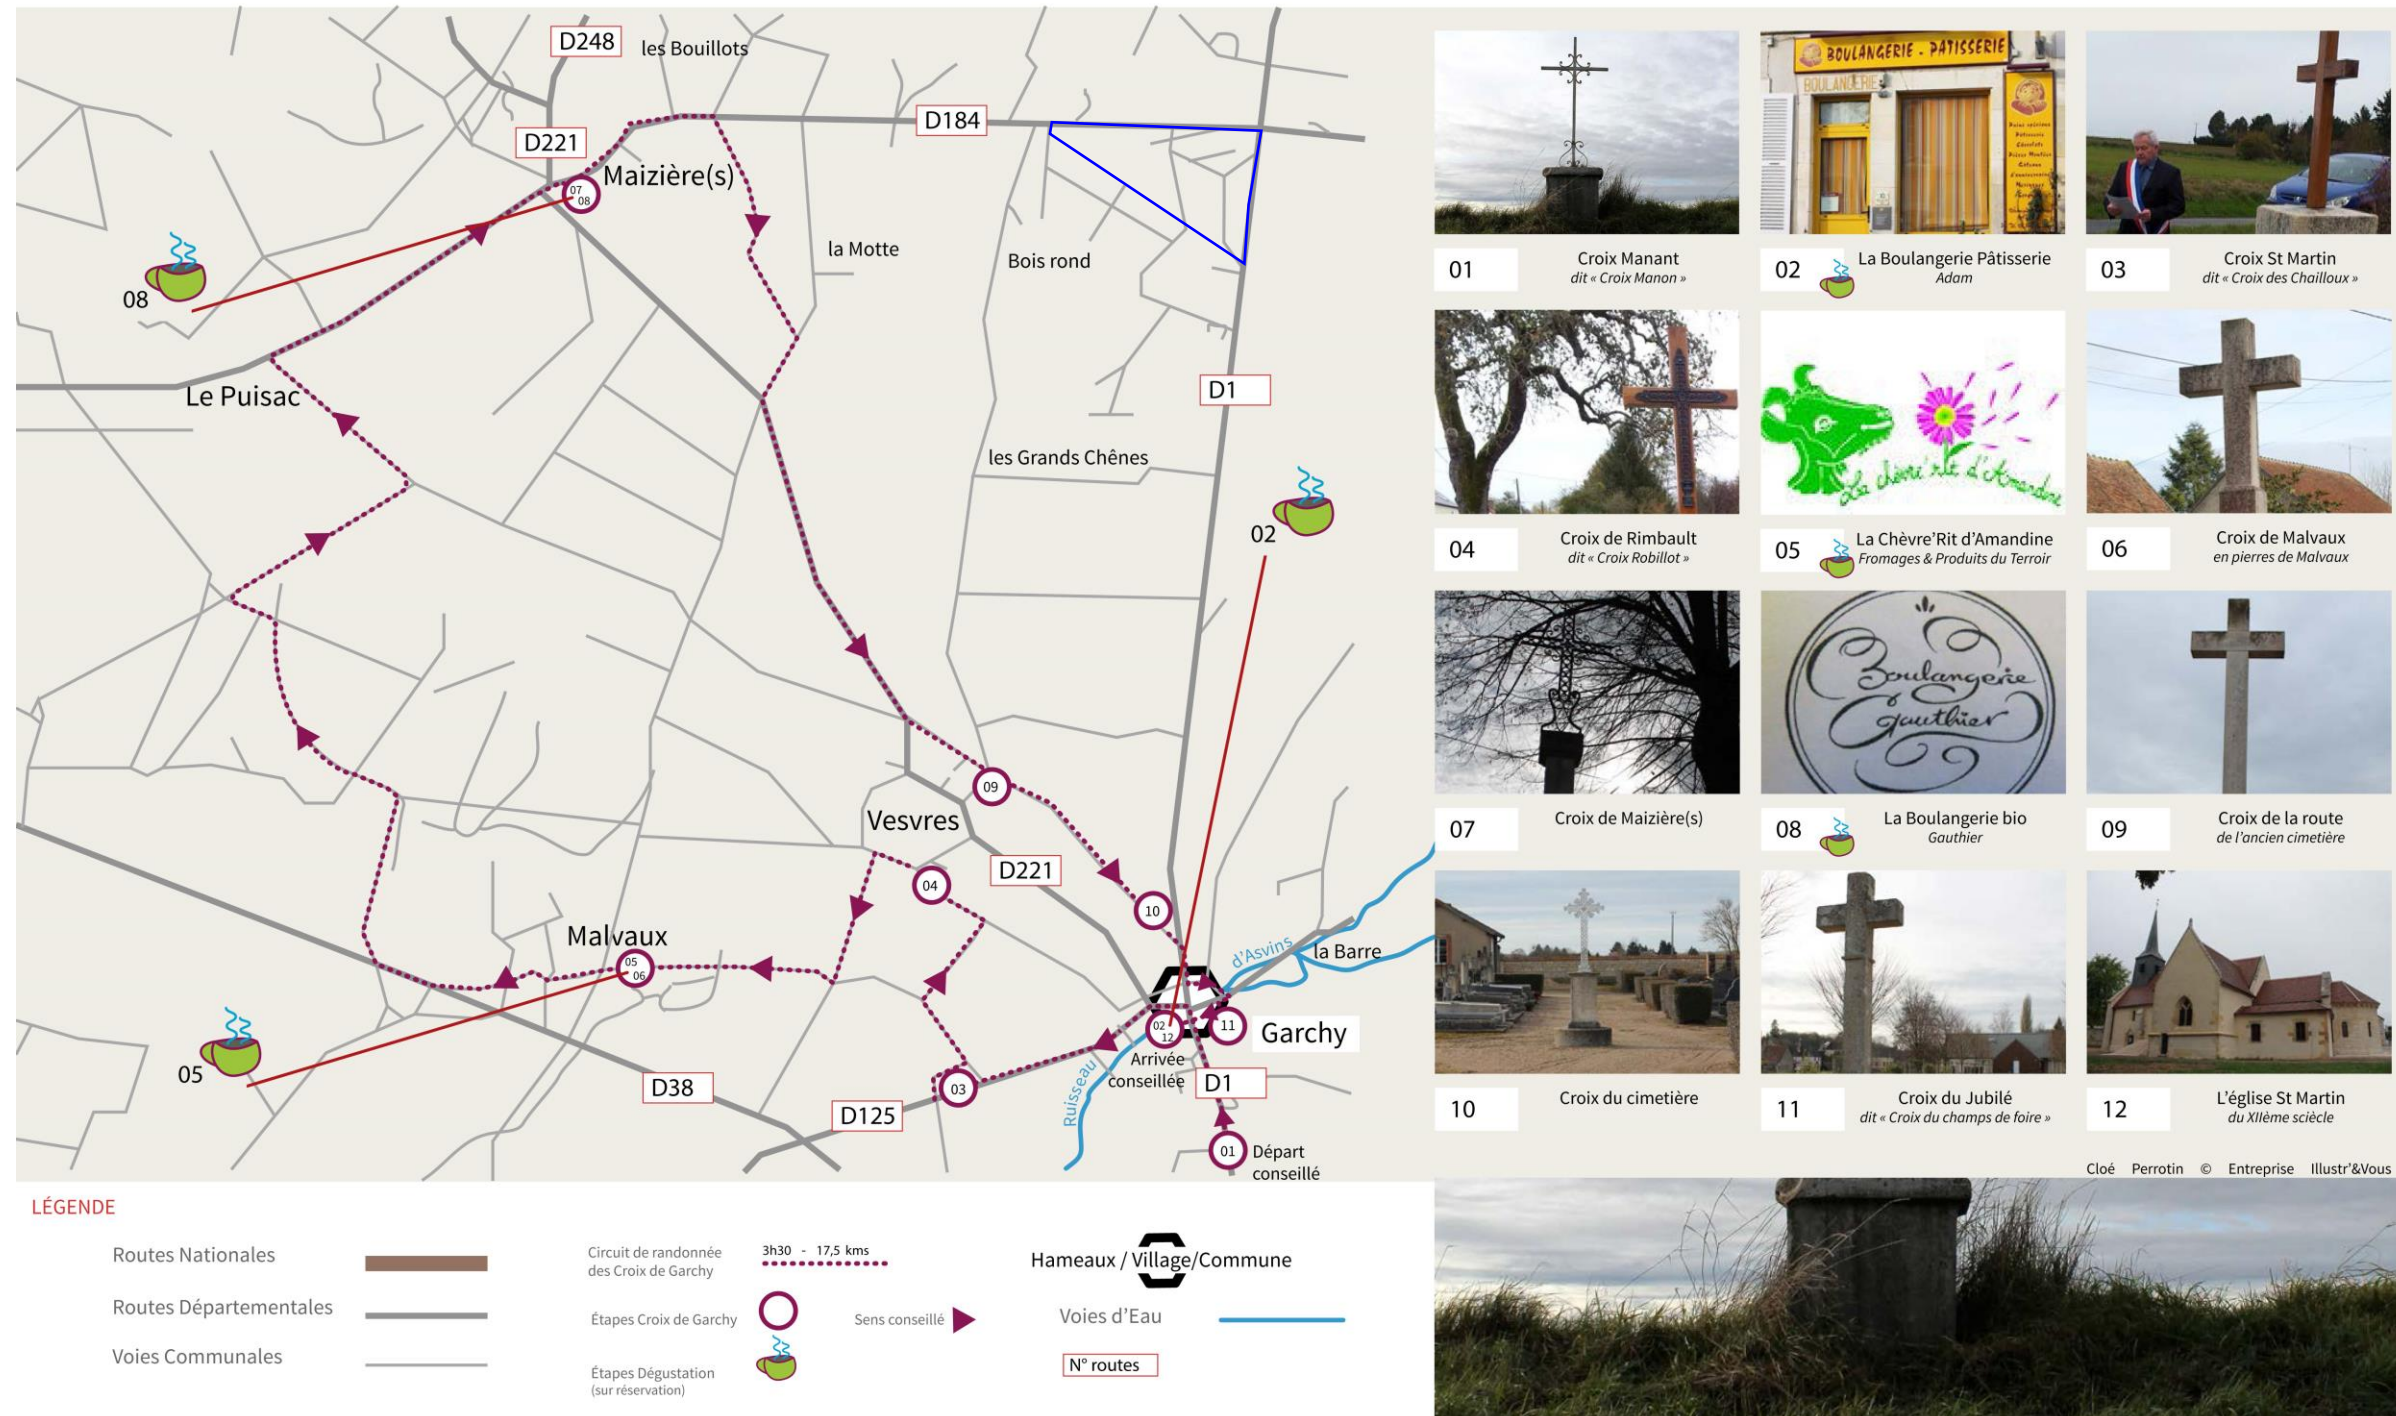 D248
les Bouillots
D184
D221
Maizière(s)
07
08
la Motte
Bois rond
08
Le Puisac
D1
les Grands Chênes
02
09
Vesvres
D221
04
10
Malvaux
05
06
d'Asvins
la Barre
02
12
11
Garchy
Arrivée
conseillée
Ruisseau
D1
05
D38
03
D125
01
Départ
conseillé
BOULANGERIE - PATISSERIE
BOULANGERIE
01
Croix Manant
dit « Croix Manon »
02
La Boulangerie Pâtisserie
Adam
03
Croix St Martin
dit « Croix des Chailloux »
La chèvre'rit d'Amandine
04
Croix de Rimbault
dit « Croix Robillot »
05
La Chèvre'Rit d'Amandine
Fromages & Produits du Terroir
06
Croix de Malvaux
en pierres de Malvaux
Boulangerie
Gauthier
07
Croix de Maizière(s)
08
La Boulangerie bio
Gauthier
09
Croix de la route
de l'ancien cimetière
10
Croix du cimetière
11
Croix du Jubilé
dit « Croix du champs de foire »
12
L'église St Martin
du XIIème sciècle
Cloé Perrotin © Entreprise Illustr'&Vous
LÉGENDE
Routes Nationales
Routes Départementales
Voies Communales
Circuit de randonnée
des Croix de Garchy
3h30 - 17,5 kms
Étapes Croix de Garchy
Sens conseillé
Étapes Dégustation
(sur réservation)
Hameaux / Village/Commune
Voies d'Eau
N° routes